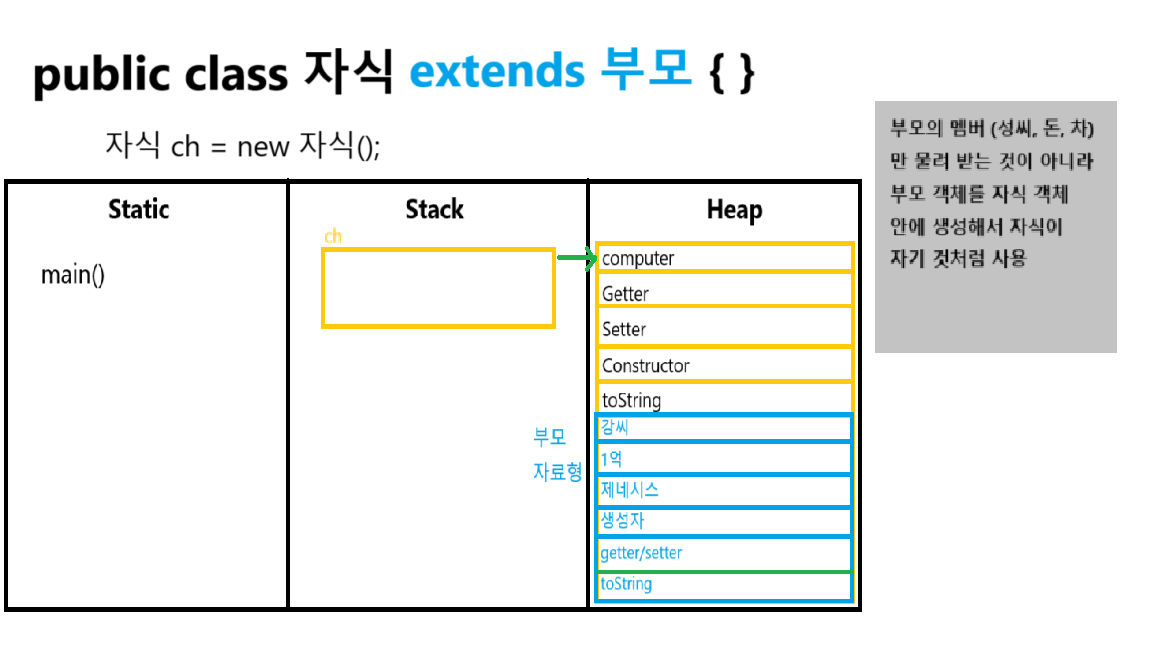 public class 자식 extends 부모 { }
자식 ch = new 자식();
Static
main()
Stack
ch
부모
자료형
Heap
computer
Getter
Setter
Constructor
toString
감씨
1억
제네시스
생성자
getter/setter
toString
부모의 멤버 (성씨, 돈, 차)
만 물려 받는 것이 아니라
부모 객체를 자식 객체
안에 생성해서 자식이
자기 것처럼 사용